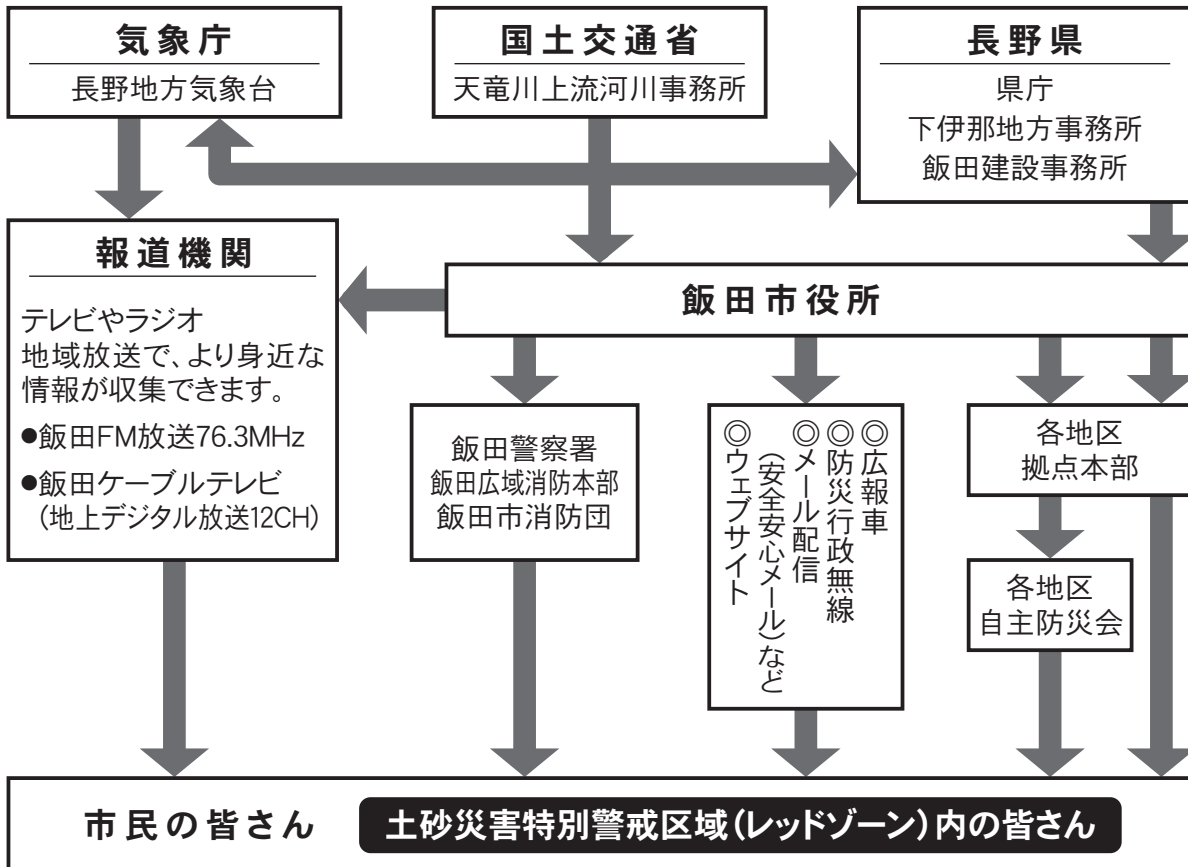 気象庁
長野地方気象台
国土交通省
天竜川上流河川事務所
長野県
県庁
下伊那地方事務所
飯田建設事務所
報道機関
テレビやラジオ
地域放送で、より身近な
情報が収集できます。
●飯田FM放送76.3MHz
●飯田ケーブルテレビ
（地上デジタル放送12CH）
飯田市役所
飯田警察署
飯田広域消防本部
飯田市消防団
◎広報車
◎防災行政無線
◎メール配信
（安全安心メール）など
◎ウェブサイト
各地区
拠点本部
各地区
自主防災会
市民の皆さん
土砂災害特別警戒区域（レッドゾーン）内の皆さん